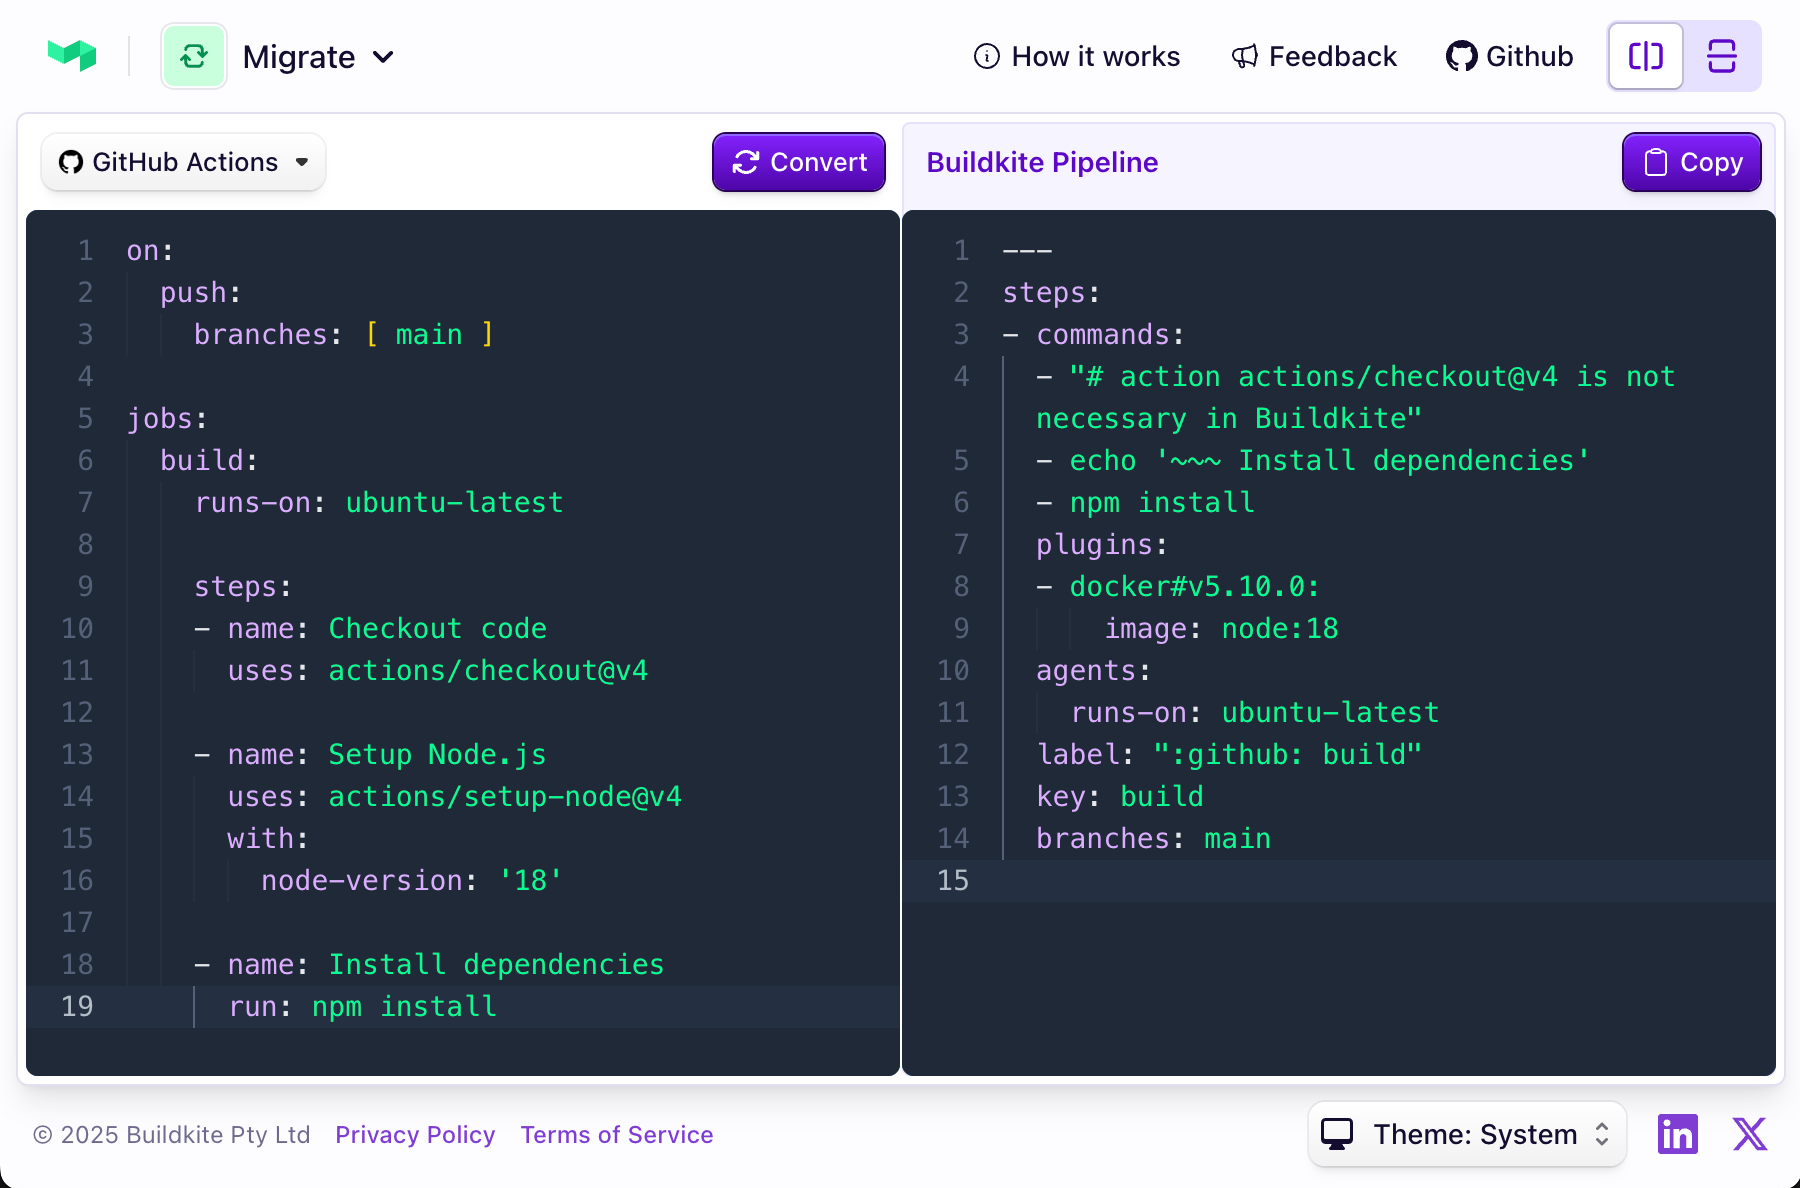 Migrate
How it works
Feedback
Github
GitHub Actions
Convert
1 on:
2   push:
3     branches: [ main ]
4
5 jobs:
6   build:
7     runs-on: ubuntu-latest
8
9     steps:
10     - name: Checkout code
11       uses: actions/checkout@v4
12
13     - name: Setup Node.js
14       uses: actions/setup-node@v4
15       with:
16         node-version: '18'
17
18     - name: Install dependencies
19       run: npm install
Buildkite Pipeline
Copy
1 ---
2 steps:
3 - commands:
4   - "# action actions/checkout@v4 is not
  necessary in Buildkite"
5   - echo '~~~ Install dependencies'
6   - npm install
7   plugins:
8   - docker#v5.10.0:
9       image: node:18
10   agents:
11     runs-on: ubuntu-latest
12   label: ":github: build"
13   key: build
14   branches: main
15
© 2025 Buildkite Pty Ltd
Privacy Policy
Terms of Service
Theme: System
in
X